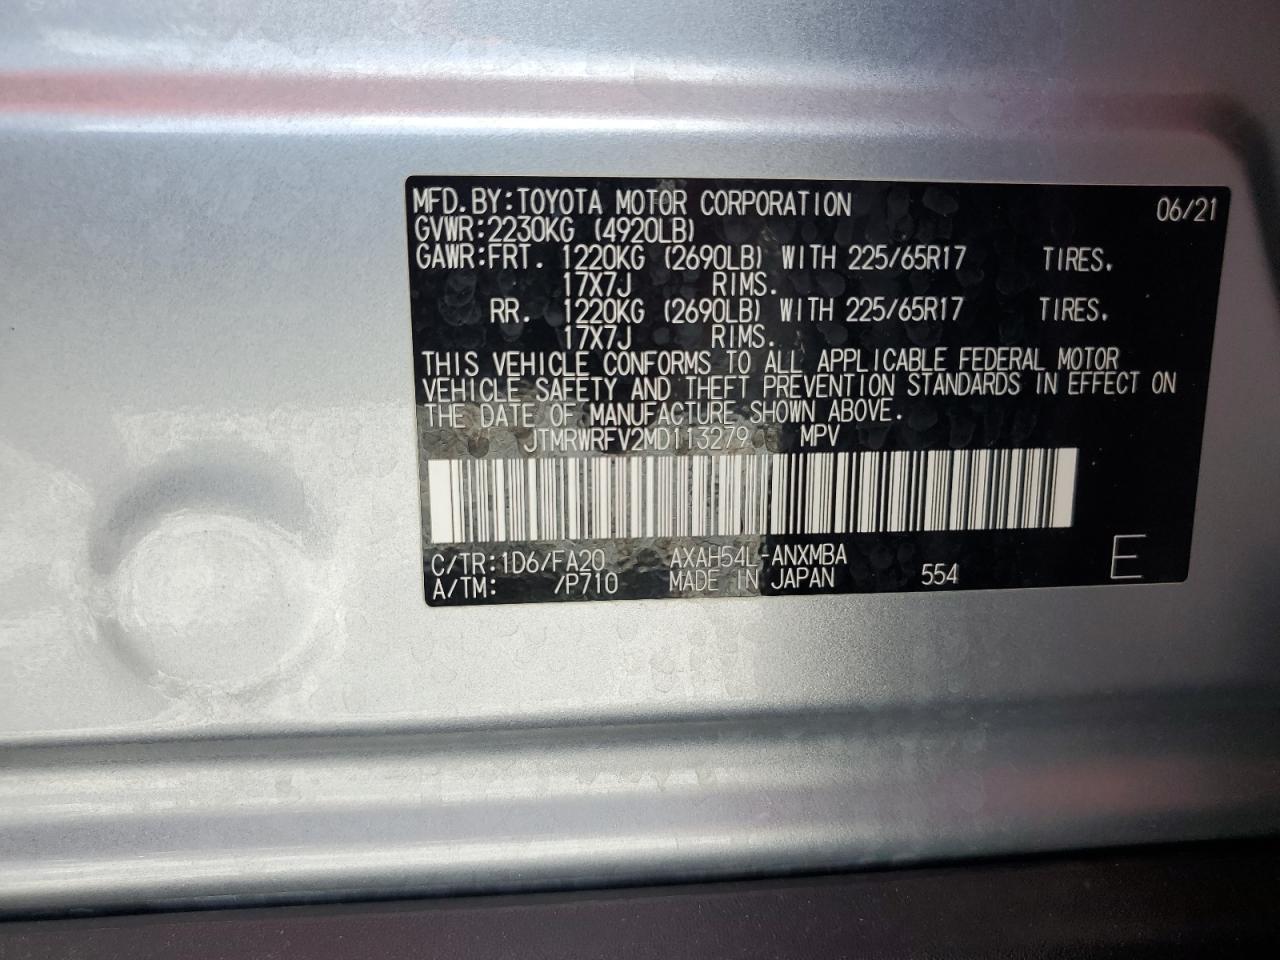 MFD.BY:TOYOTA MOTOR CORPORATION 06/21
GVWR:2230KG (4920LB)
GAWR:FRT. 1220KG (2690LB) WITH 225/65R17 TIRES.
17X7J RIMS.
RR. 1220KG (2690LB) WITH 225/65R17 TIRES.
17X7J RIMS.
THIS VEHICLE CONFORMS TO ALL APPLICABLE FEDERAL MOTOR
VEHICLE SAFETY AND THEFT PREVENTION STANDARDS IN EFFECT ON
THE DATE OF MANUFACTURE SHOWN ABOVE.
JTMRWRFV2MD113279 MPV
C/TR:1D6/FA20 AXAH54L-ANXMBA
A/TM: /P710 MADE IN JAPAN 554 E